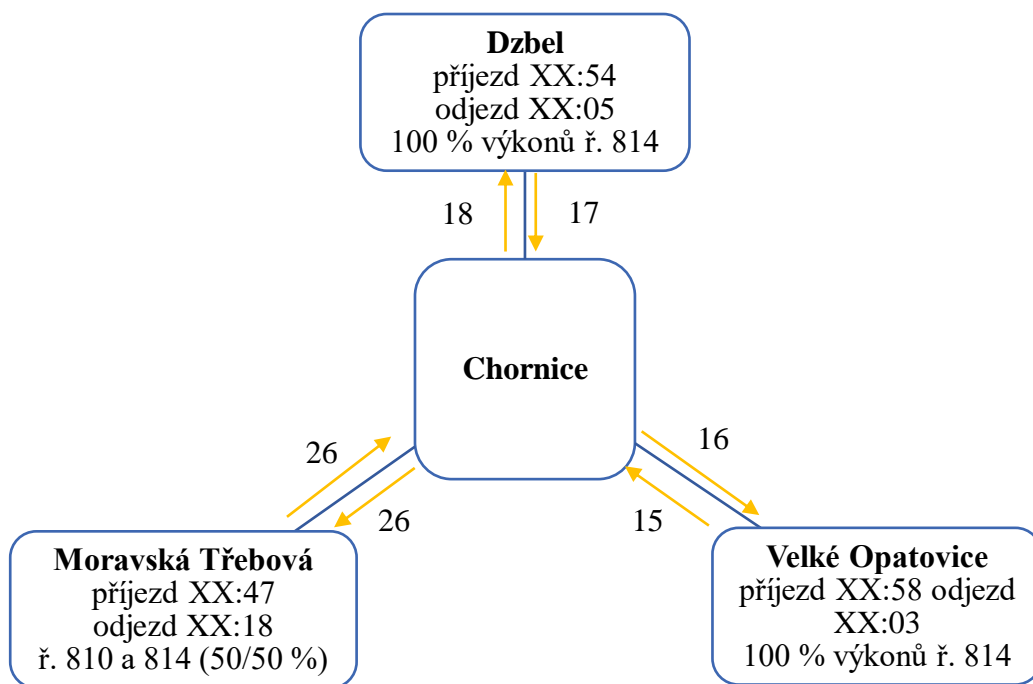 Dzbel
příjezd XX:54
odjezd XX:05
100 % výkonů ř. 814
18
17
Chornice
26
16
26
15
Moravská Třebová
příjezd XX:47
odjezd XX:18
ř. 810 a 814 (50/50 %)
Velké Opatovice
příjezd XX:58 odjezd
XX:03
100 % výkonů ř. 814